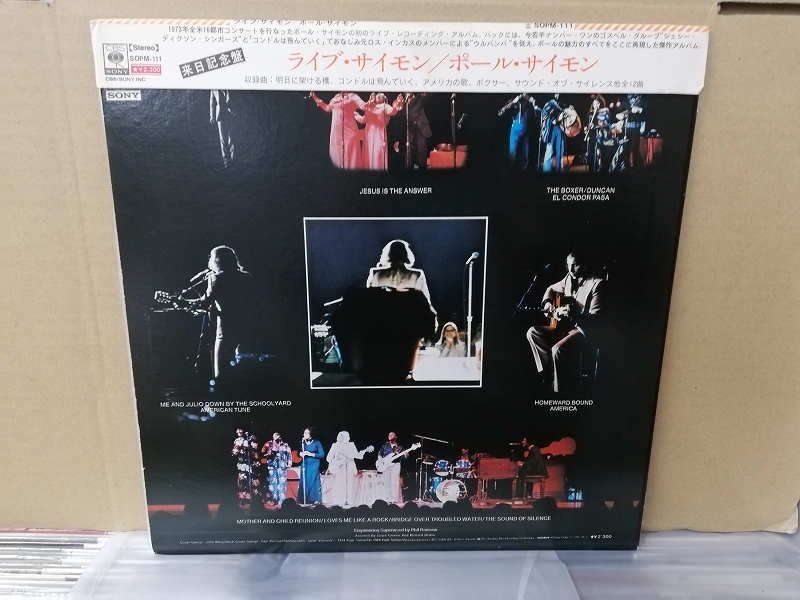 ライブ・サイモン/ポール・サイモン
SOPM-111
1973年全米16都市コンサートを行なったポール・サイモンの初のライブ・レコーディング・アルバム。バックには、今若手ナンバー・ワンのゴスペル・グループ"ジェシー・
ディクソン・シンガーズ"と「コンドルは飛んでいく」でおなじみ元ロス・インカスのメンバーによる"ウルバンバ"を従え、ポールの魅力のすべてをここに再現した傑作アルバム。
CBS
SONY
[Stereo]
SOPM-111
★¥2,300
CBS/SONY INC.
来日記念盤
ライブ・サイモン/ポール・サイモン
収録曲:明日に架ける橋、コンドルは飛んでいく、アメリカの歌、ボクサー、サウンド・オブ・サイレンス他全12曲
SONY
JESUS IS THE ANSWER
THE BOXER/DUNCAN
EL CONDOR PASA
ME AND JULIO DOWN BY THE SCHOOLYARD
AMERICAN TUNE
HOMEWARD BOUND
AMERICA
MOTHER AND CHILD REUNION/LOVES ME LIKE A ROCK/BRIDGE OVER TROUBLED WATER/THE SOUND OF SILENCE
Engineering Supervised by Phil Ramone
SONY
★¥2,300